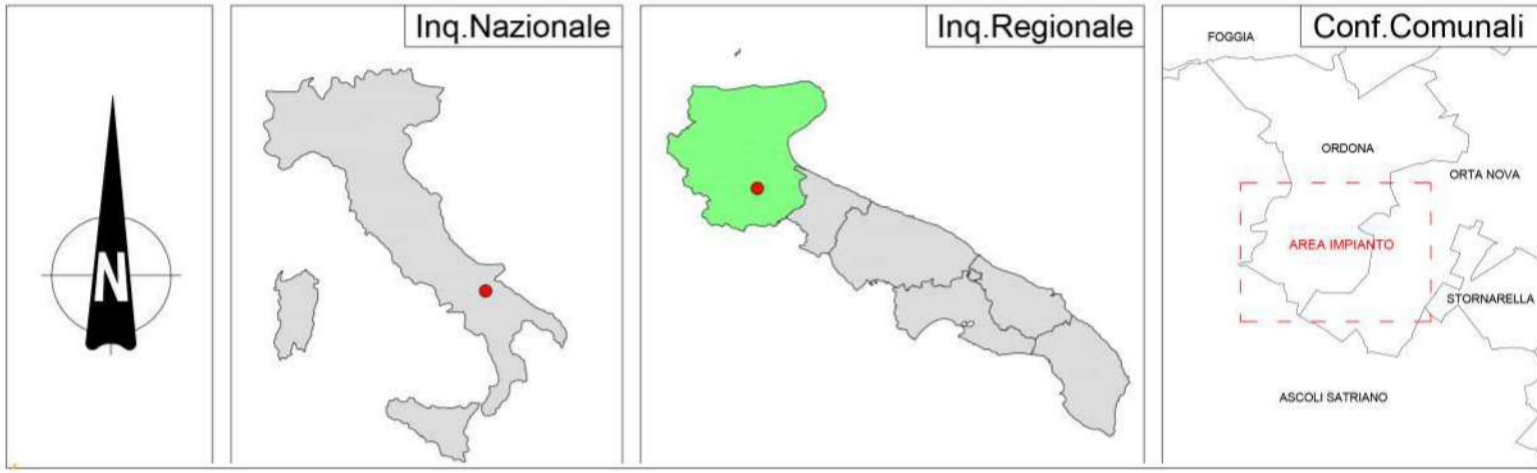 N
Inq.Nazionale
Inq.Regionale
Conf.Comunali
FOGGIA
ORDONA
ORTA NOVA
AREA IMPIANTO
STORNARELLA
ASCOLI SATRIANO